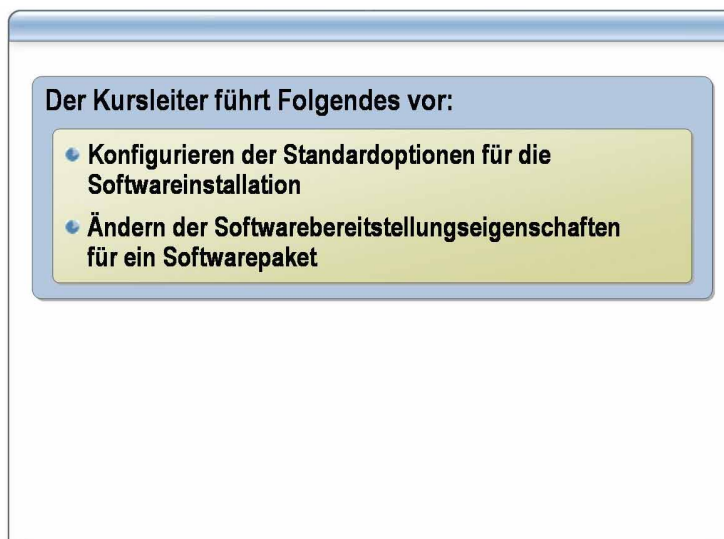 Der Kursleiter führt Folgendes vor:
Konfigurieren der Standardoptionen für die
Softwareinstallation
Ändern der Softwarebereitstellungseigenschaften
für ein Softwarepaket